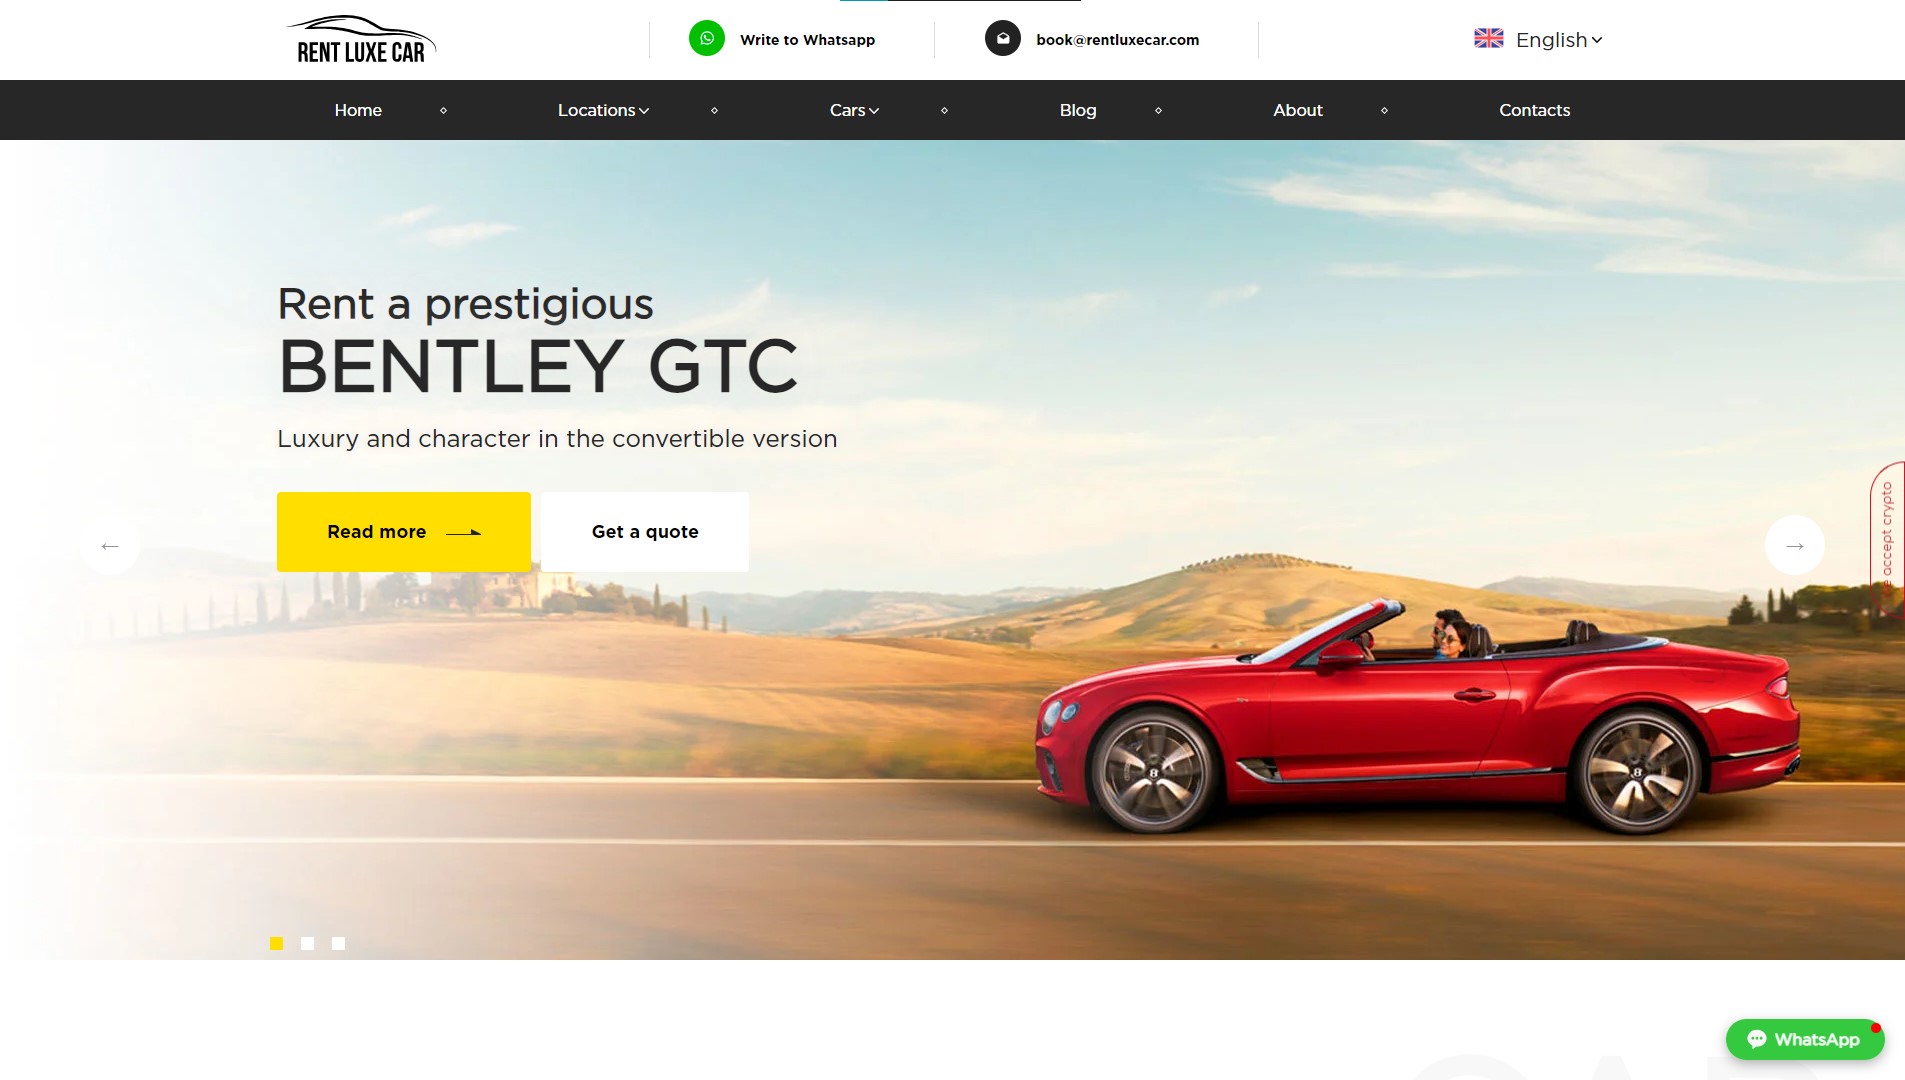 RENT LUXE CAR
Write to Whatsapp
book@rentluxecar.com
English
Home
Locations
Cars
Blog
About
Contacts
Rent a prestigious
BENTLEY GTC
Luxury and character in the convertible version
Read more
Get a quote
accept crypto
WhatsApp